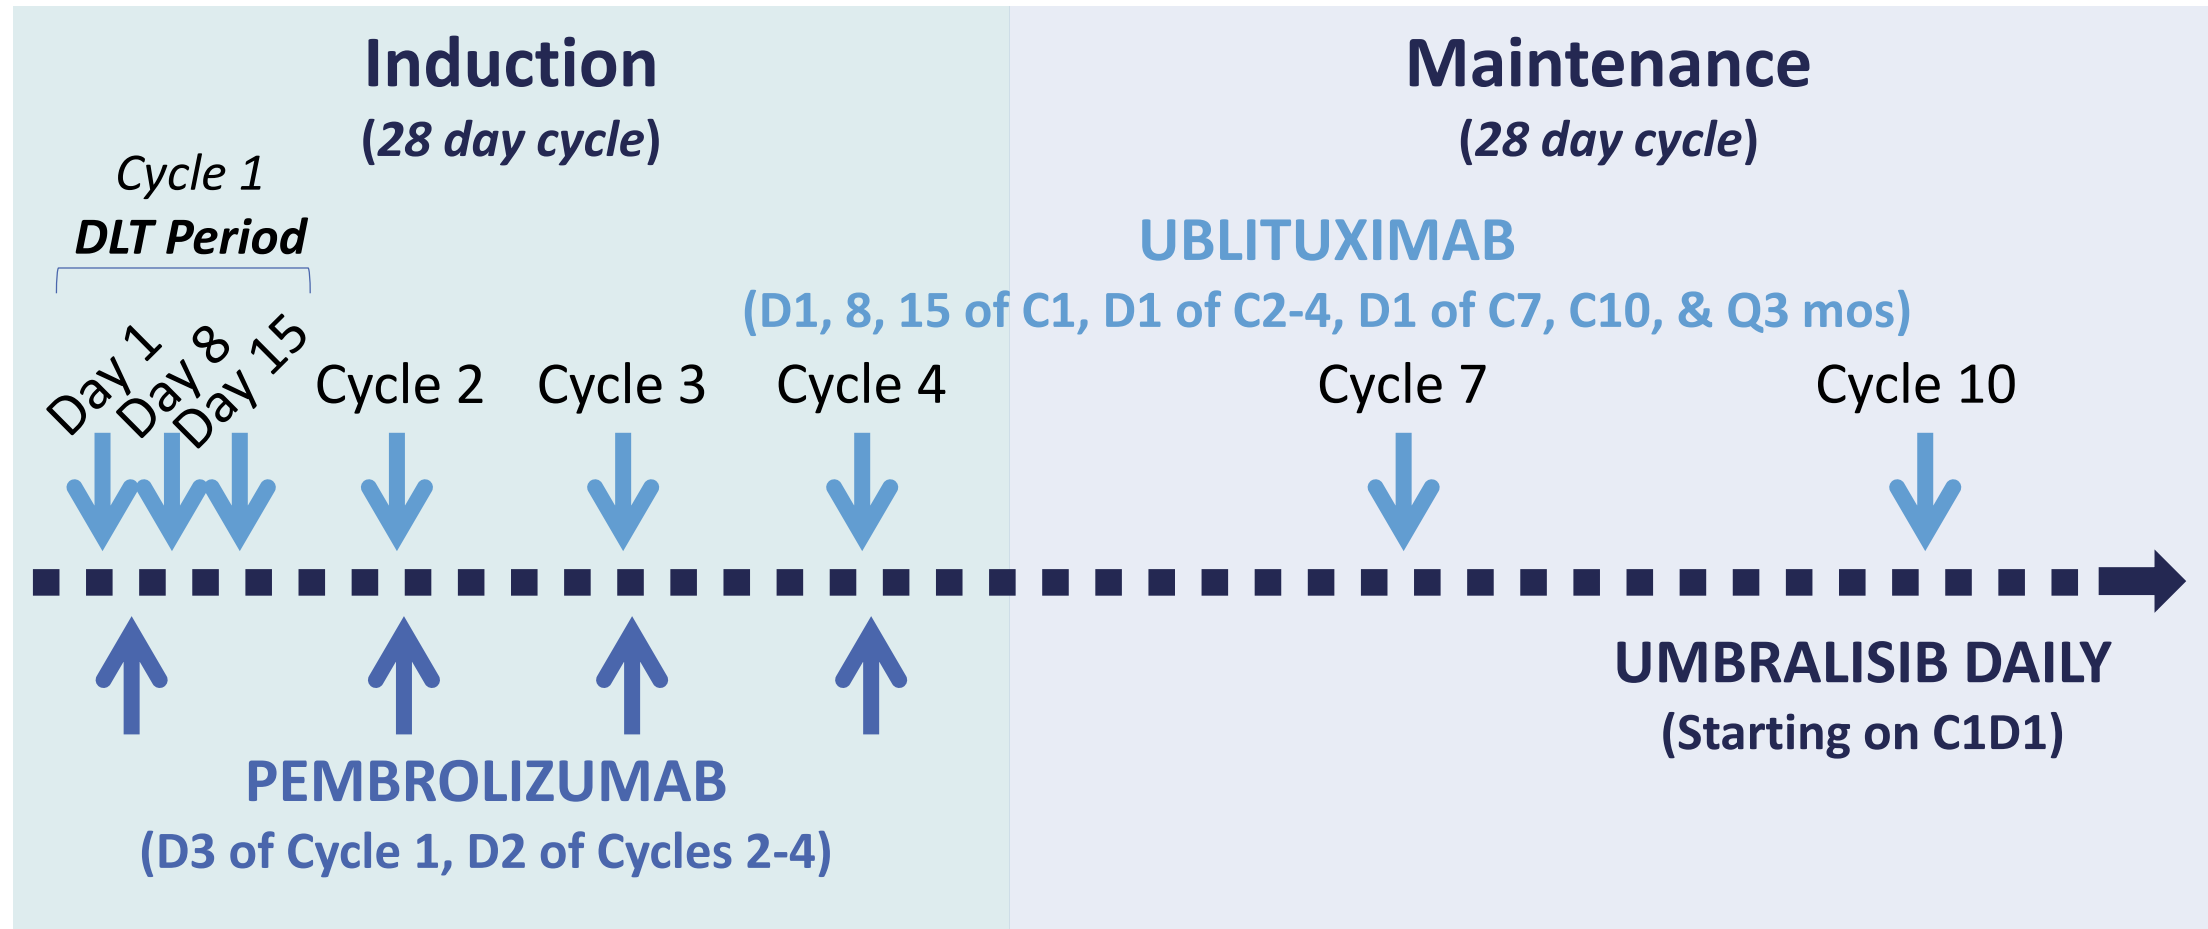 Induction
(28 day cycle)
Maintenance
(28 day cycle)
Cycle 1
DLT Period
UBLITUXIMAB
(D1, 8, 15 of C1, D1 of C2-4, D1 of C7, C10, & Q3 mos)
Day 1
Day 8
Day 15
Cycle 2
Cycle 3
Cycle 4
Cycle 7
Cycle 10
UMBRALISIB DAILY
(Starting on C1D1)
PEMBROLIZUMAB
(D3 of Cycle 1, D2 of Cycles 2-4)